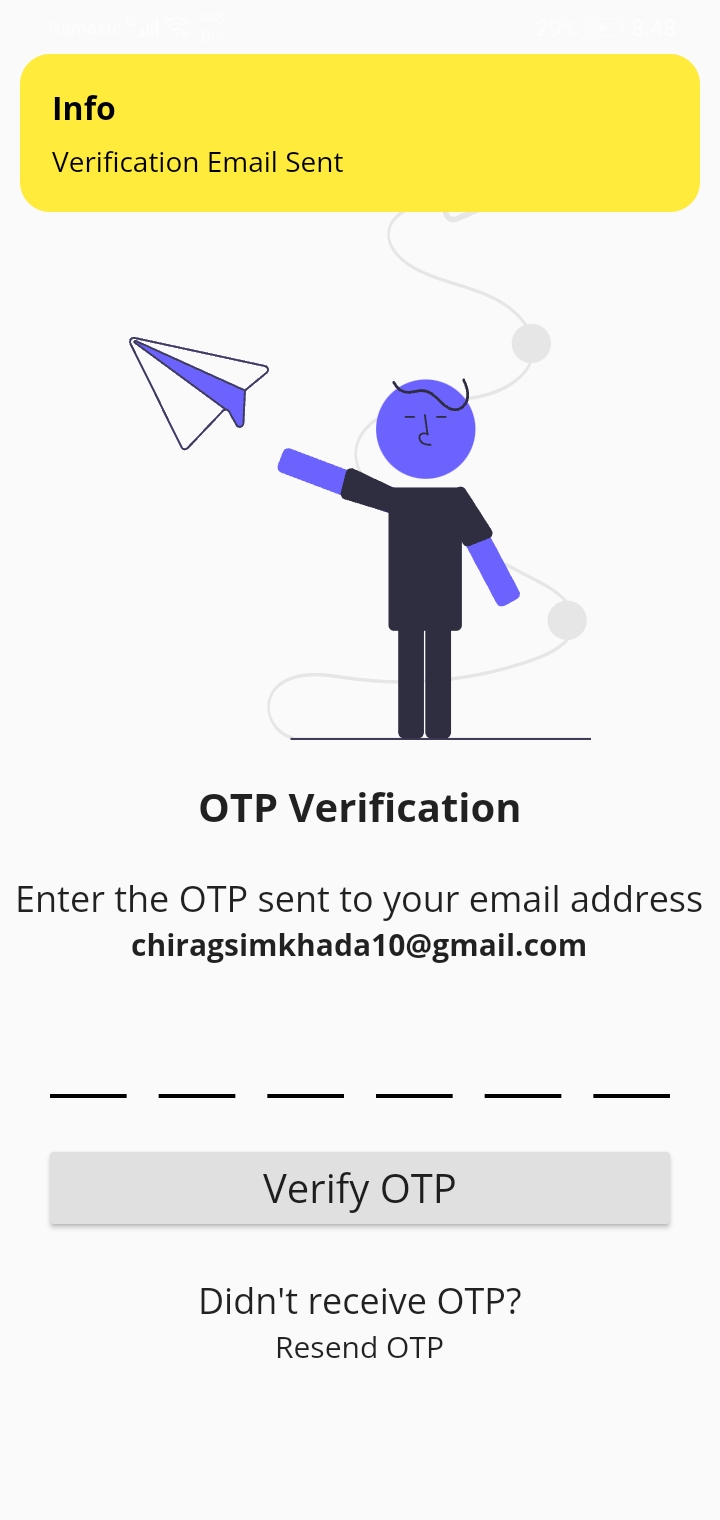 Info
Verification Email Sent
OTP Verification
Enter the OTP sent to your email address
chiragsimkhada10@gmail.com
Verify OTP
Didn't receive OTP?
Resend OTP